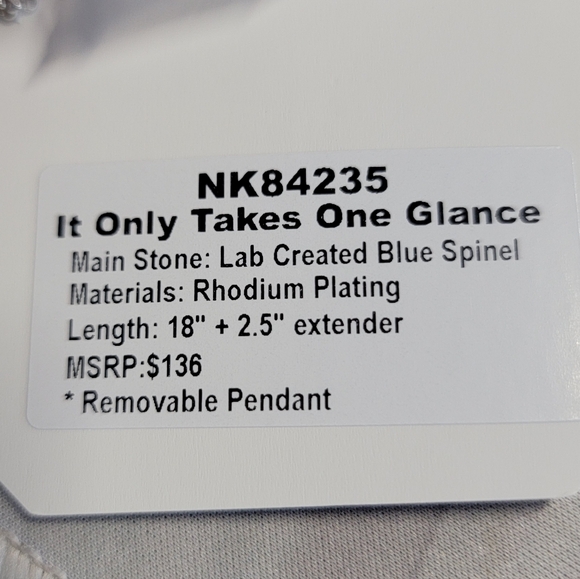 NK84235
It Only Takes One Glance
Main Stone: Lab Created Blue Spinel
Materials: Rhodium Plating
Length: 18" + 2.5" extender
MSRP:$136
* Removable Pendant